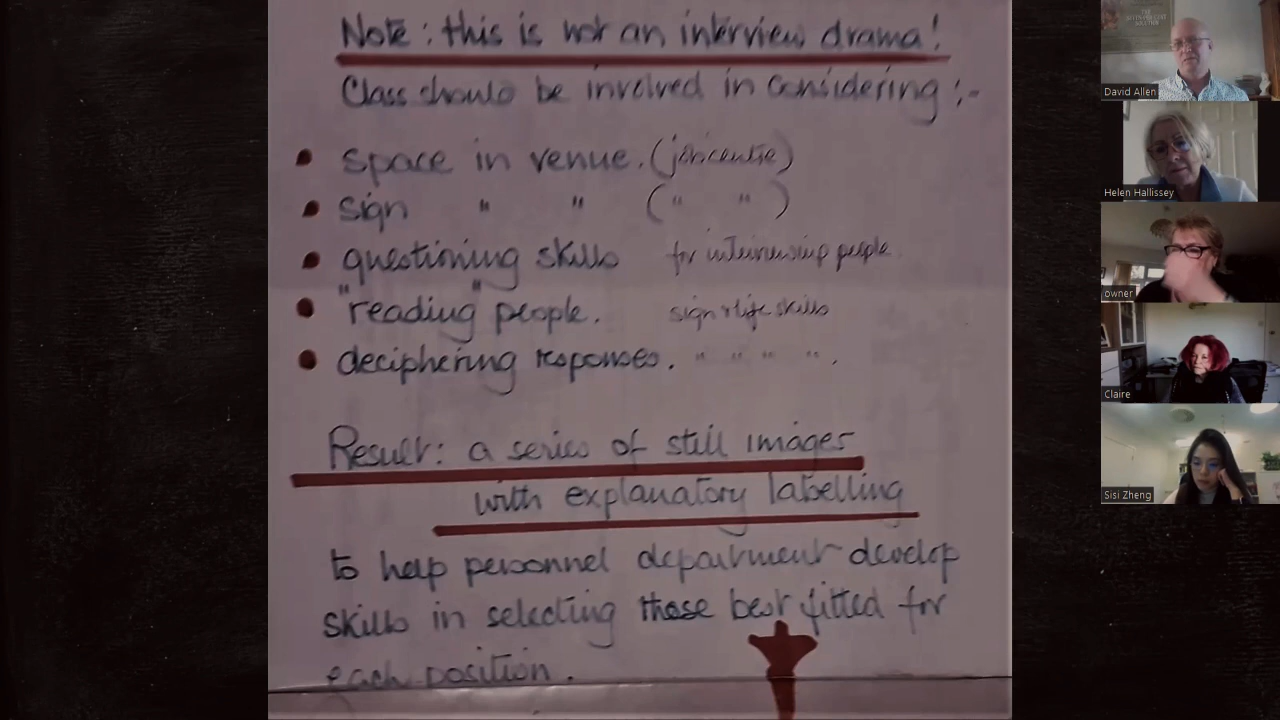 Note: this is not an interview drama!
Class should be involved in considering :-
• space in venue. (jobcentre)
• sign " " (" ")
• questioning skills for interviewing people.
• "reading" people. sign & life skills
• deciphering responses. " " " ".
Result: a series of still images
with explanatory labelling
to help personnel department develop
skills in selecting those best fitted for
each position.
David Allen
Helen Hallissey
owner
Claire
Sisi Zheng